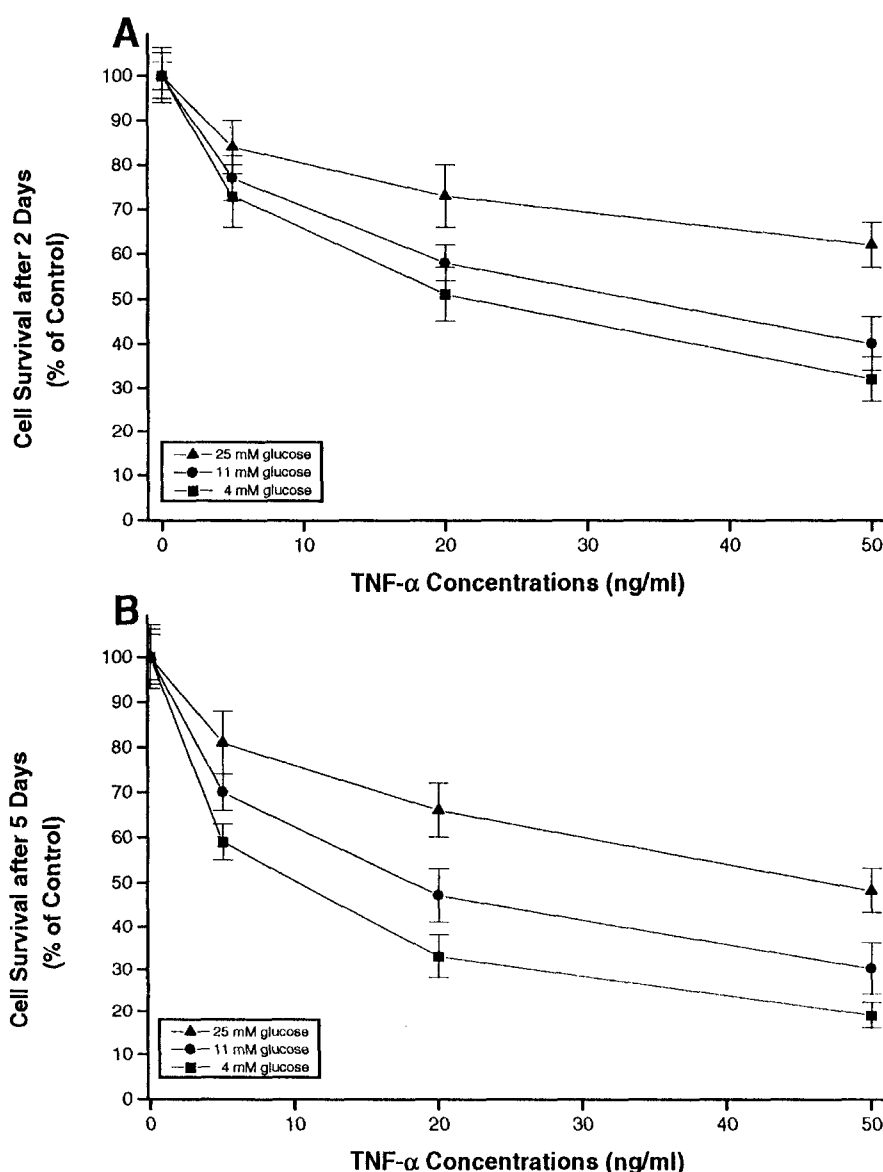 A
Cell Survival after 2 Days
(% of Control)
100
90
80
70
60
50
40
30
20
10
0
25 mM glucose
11 mM glucose
4 mM glucose
0
10
20
30
40
50
TNF-α Concentrations (ng/ml)
B
Cell Survival after 5 Days
(% of Control)
100
90
80
70
60
50
40
30
20
10
0
25 mM glucose
11 mM glucose
4 mM glucose
0
10
20
30
40
50
TNF-α Concentrations (ng/ml)